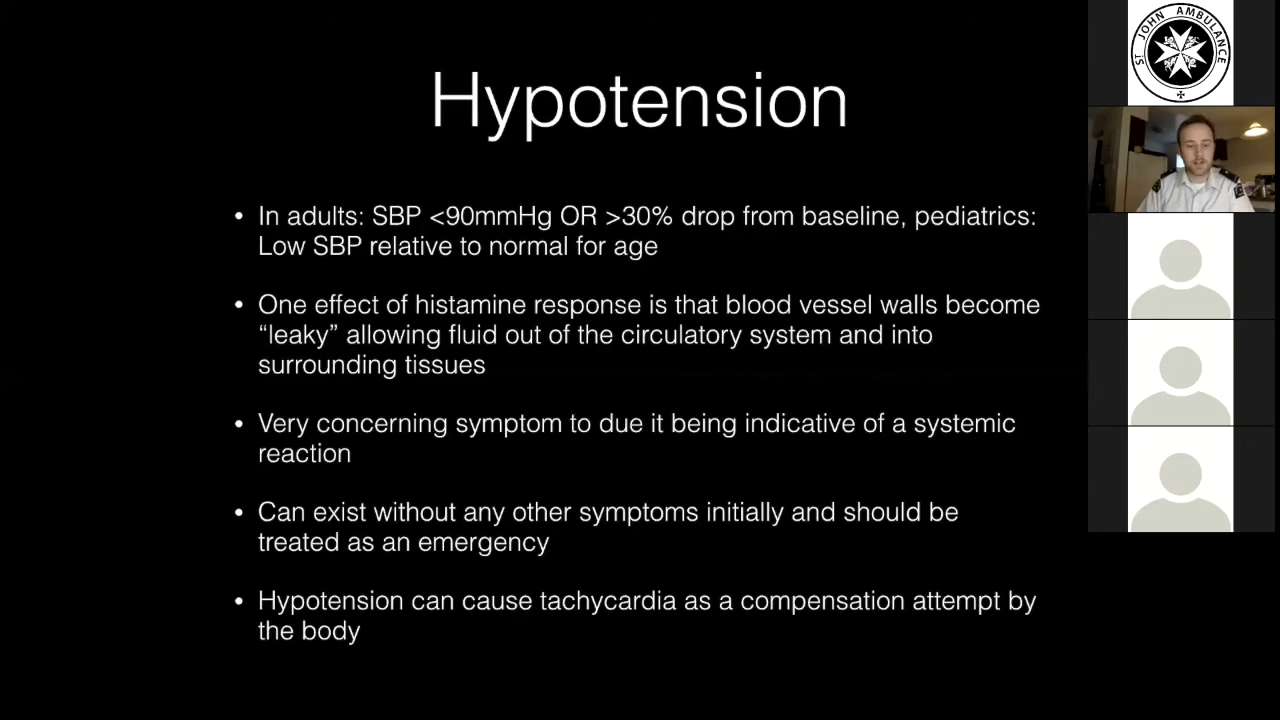 Hypotension
• In adults: SBP <90mmHg OR >30% drop from baseline, pediatrics:
Low SBP relative to normal for age
• One effect of histamine response is that blood vessel walls become
“leaky” allowing fluid out of the circulatory system and into
surrounding tissues
• Very concerning symptom to due it being indicative of a systemic
reaction
• Can exist without any other symptoms initially and should be
treated as an emergency
• Hypotension can cause tachycardia as a compensation attempt by
the body
ST JOHN AMBULANCE